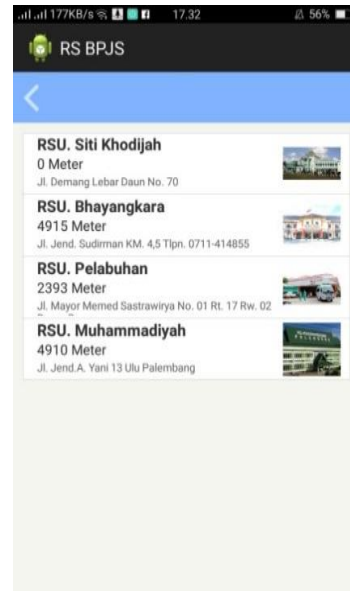 177KB/s 17.32 56%
RS BPJS
RSU. Siti Khodijah
0 Meter
Jl. Demang Lebar Daun No. 70
RSU. Bhayangkara
4915 Meter
Jl. Jend. Sudirman KM. 4,5 Tlpn. 0711-414855
RSU. Pelabuhan
2393 Meter
Jl. Mayor Memed Sastrawirya No. 01 Rt. 17 Rw. 02
RSU. Muhammadiyah
4910 Meter
Jl. Jend.A. Yani 13 Ulu Palembang